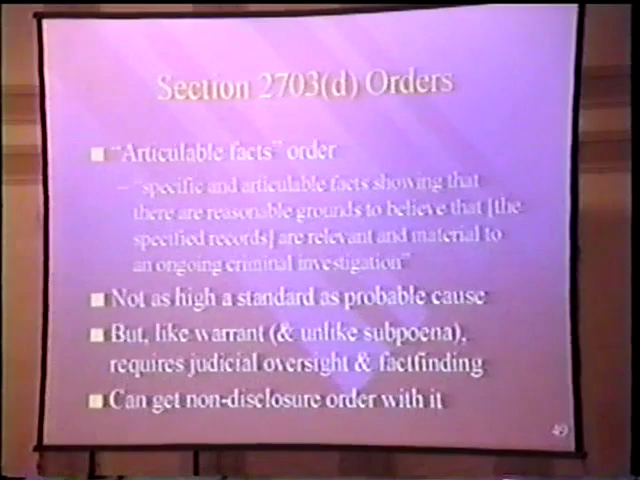 Section 2703(d) Orders
"Articulable facts" order
– "specific and articulable facts showing that
there are reasonable grounds to believe that [the
specified records] are relevant and material to
an ongoing criminal investigation"
Not as high a standard as probable cause
But, like warrant (& unlike subpoena),
requires judicial oversight & factfinding
Can get non-disclosure order with it
49